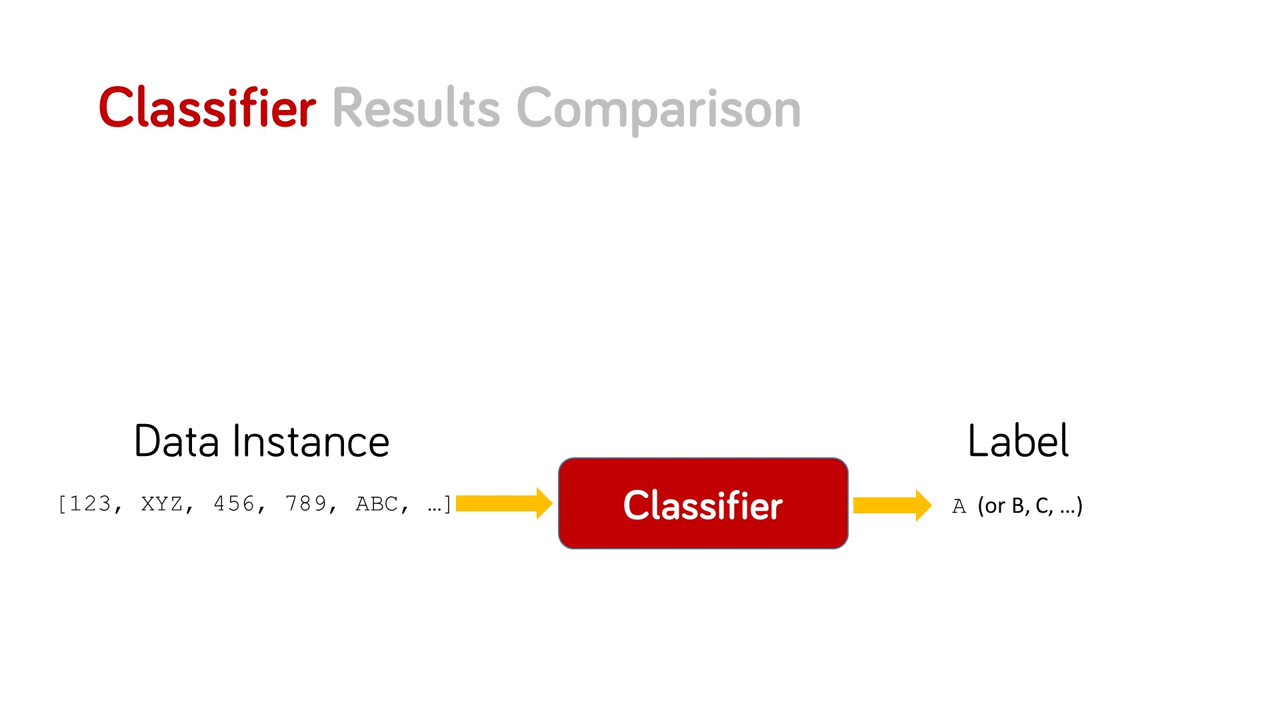 Classifier Results Comparison
Data Instance
Label
[123, XYZ, 456, 789, ABC, …]
Classifier
A (or B, C, …)